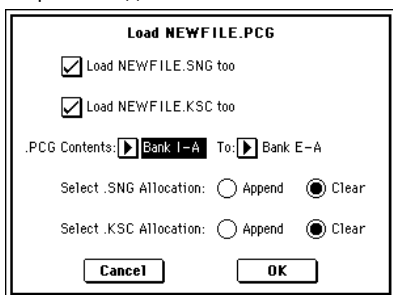 Load NEWFILE.PCG
Load NEWFILE.SNG too
Load NEWFILE.KSC too
.PCG Contents: Bank I-A To: Bank E-A
Select .SNG Allocation: Append Clear
Select .KSC Allocation: Append Clear
Cancel OK